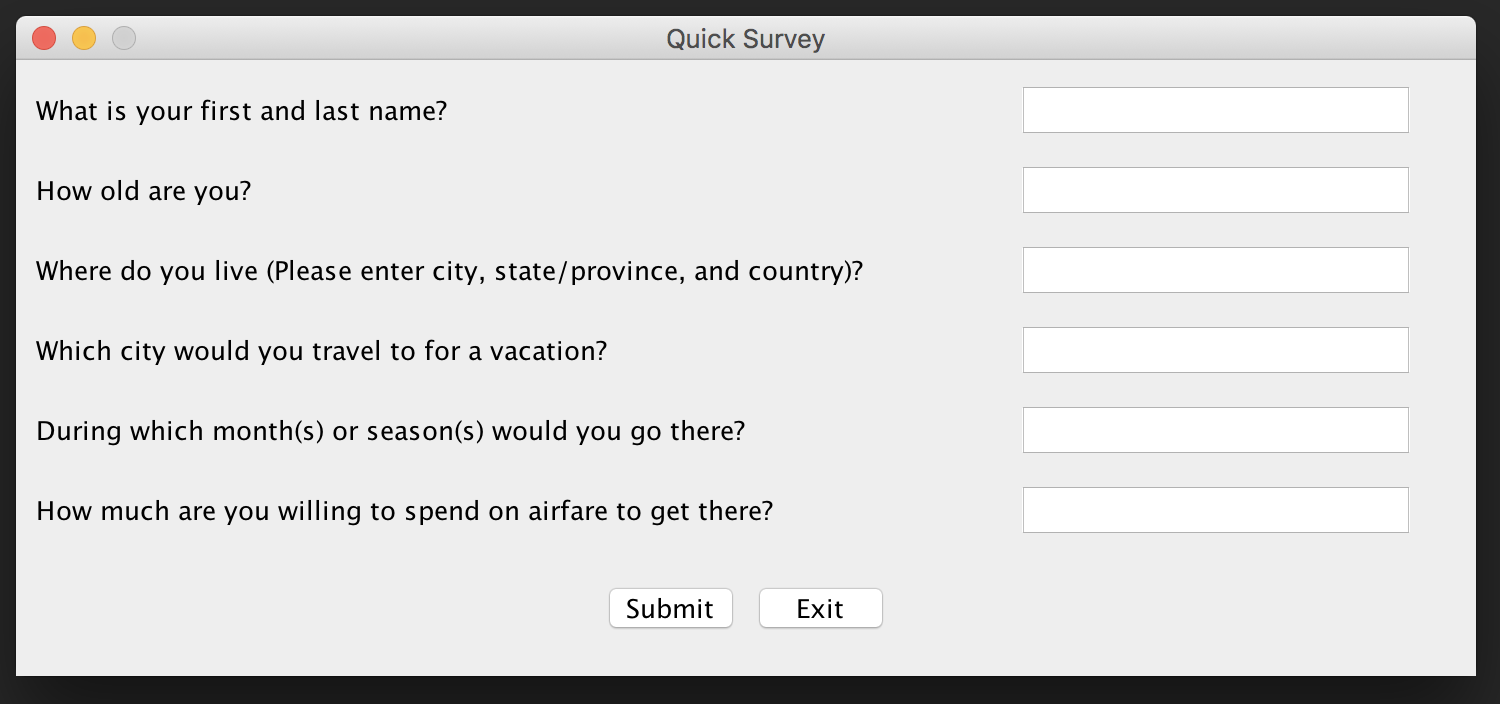 Quick Survey
What is your first and last name?
How old are you?
Where do you live (Please enter city, state/province, and country)?
Which city would you travel to for a vacation?
During which month(s) or season(s) would you go there?
How much are you willing to spend on airfare to get there?
Submit Exit